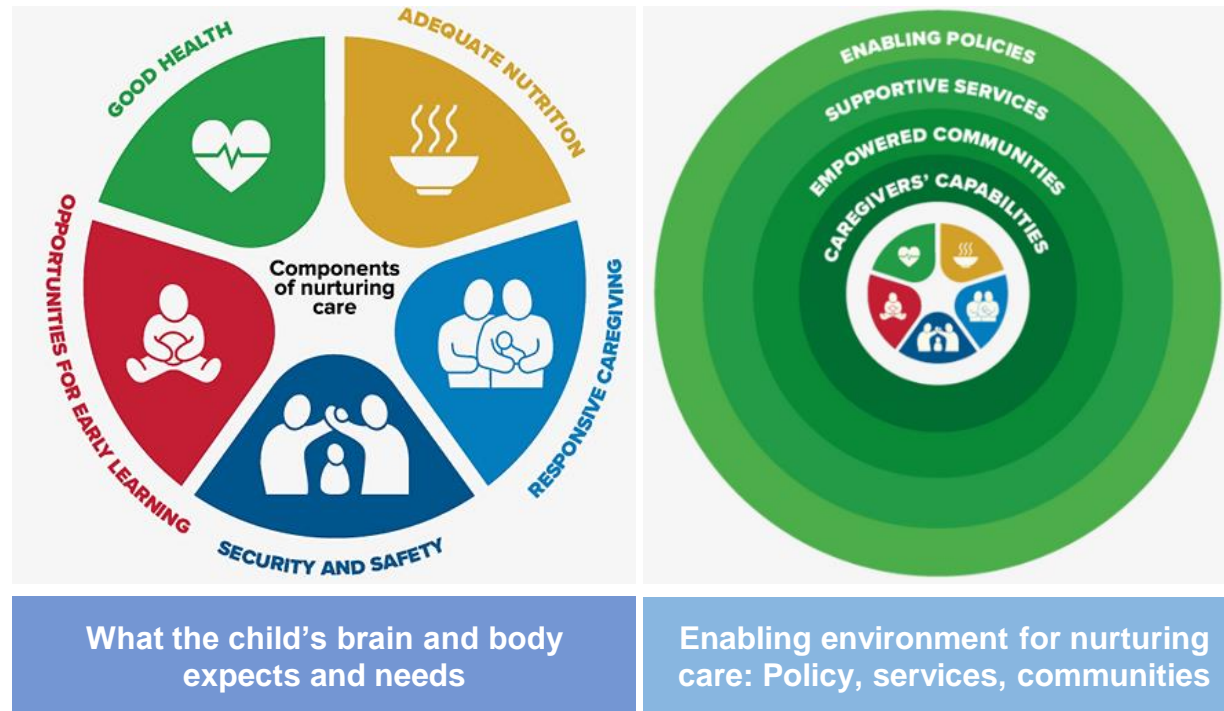 GOOD HEALTH
ADEQUATE NUTRITION
OPPORTUNITIES FOR EARLY LEARNING
Components
of nurturing
care
RESPONSIVE CAREGIVING
SECURITY AND SAFETY
What the child’s brain and body
expects and needs
ENABLING POLICIES
SUPPORTIVE SERVICES
EMPOWERED COMMUNITIES
CAREGIVERS’ CAPABILITIES
Enabling environment for nurturing
care: Policy, services, communities